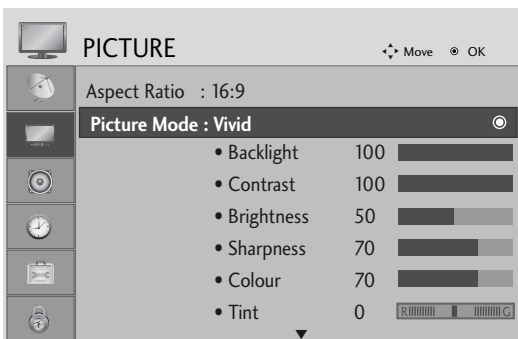 PICTURE Move OK
Aspect Ratio : 16:9
Picture Mode : Vivid
• Backlight 100
• Contrast 100
• Brightness 50
• Sharpness 70
• Colour 70
• Tint 0 R G